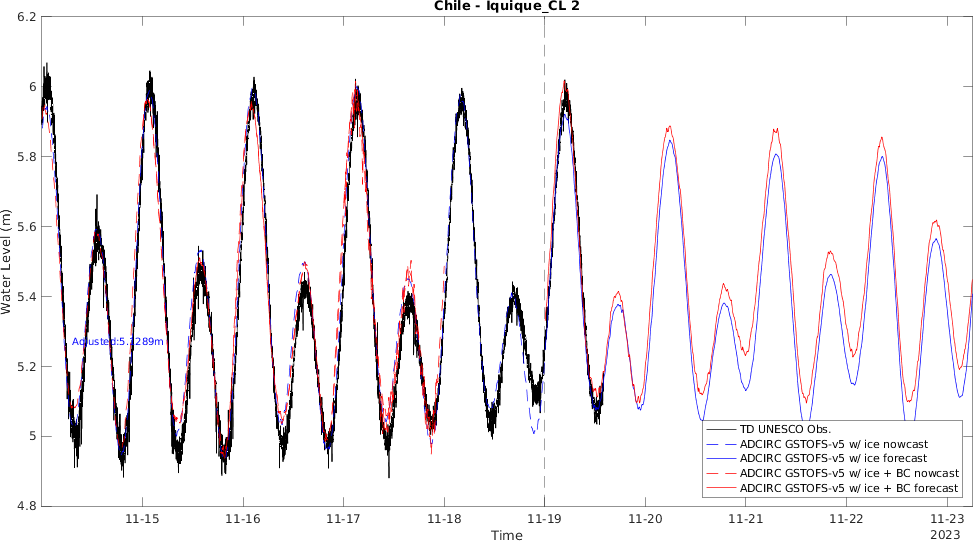 Chile - Iquique_CL 2
6.2
6
5.8
5.6
5.4
5.2
5
4.8
Water Level (m)
Adjusted:5.7289m
TD UNESCO Obs.
ADCIRC GSTOFS-v5 w/ ice nowcast
ADCIRC GSTOFS-v5 w/ ice forecast
ADCIRC GSTOFS-v5 w/ ice + BC nowcast
ADCIRC GSTOFS-v5 w/ ice + BC forecast
11-15 11-16 11-17 11-18 11-19 11-20 11-21 11-22 11-23
Time
2023